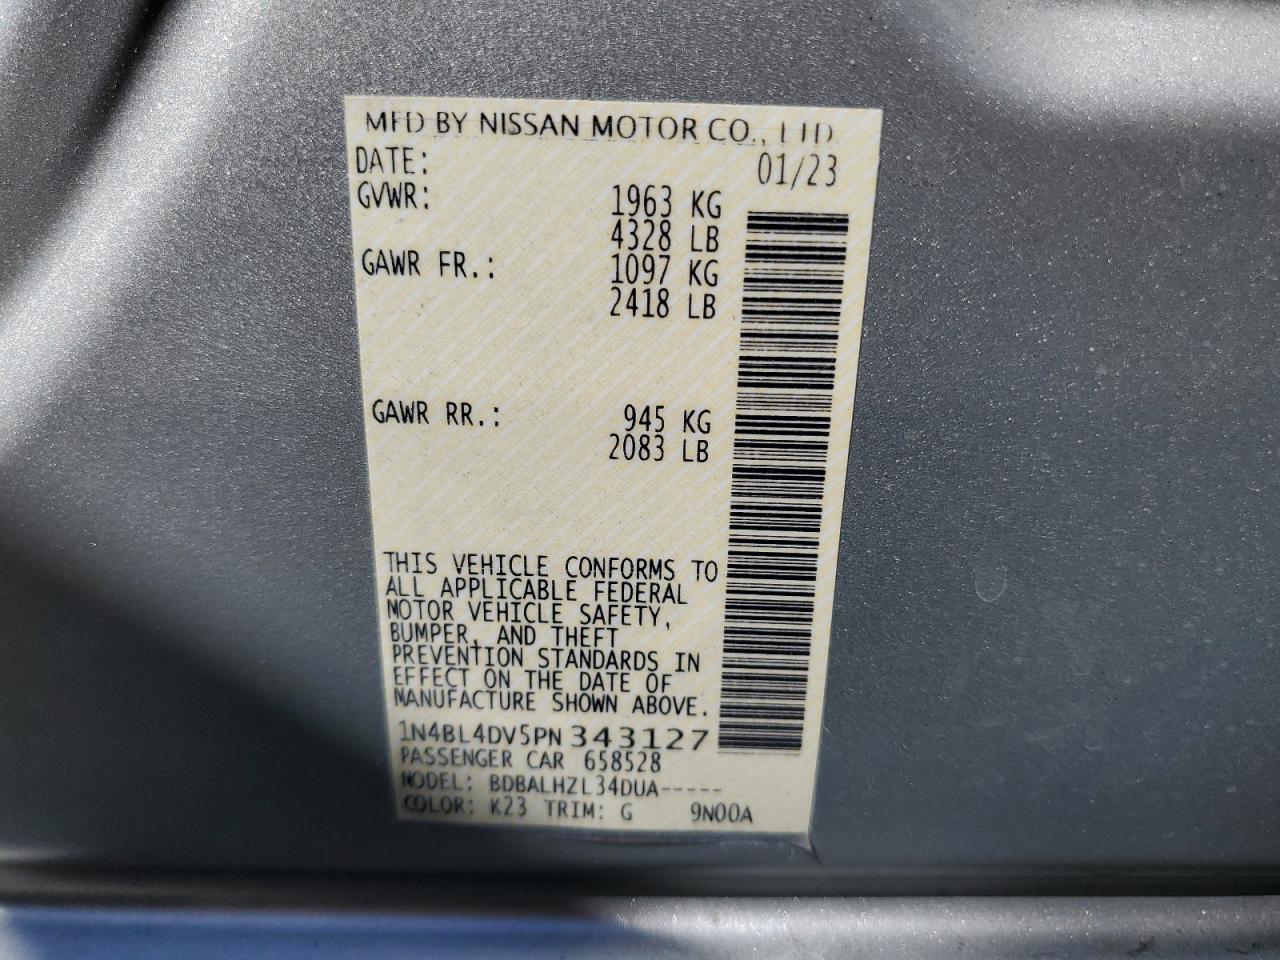 MFD BY NISSAN MOTOR CO., LTD.
DATE: 01/23
GVWR: 1963 KG
4328 LB
GAWR FR.: 1097 KG
2418 LB
GAWR RR.: 945 KG
2083 LB
THIS VEHICLE CONFORMS TO
ALL APPLICABLE FEDERAL
MOTOR VEHICLE SAFETY,
BUMPER, AND THEFT
PREVENTION STANDARDS IN
EFFECT ON THE DATE OF
MANUFACTURE SHOWN ABOVE.
1N4BL4DV5PN 343127
PASSENGER CAR 658528
MODEL: BDBALHZL34DUA-----
COLOR: K23 TRIM: G 9N00A